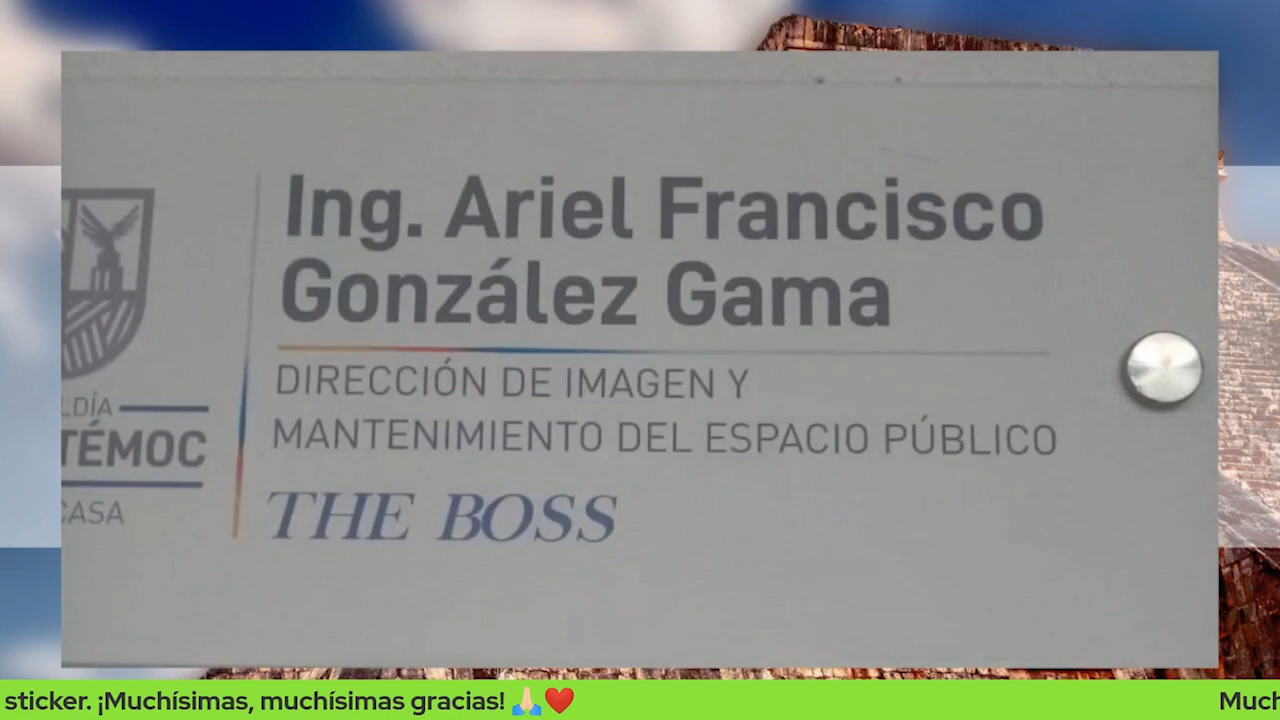 Ing. Ariel Francisco
González Gama
DIRECCIÓN DE IMAGEN Y
MANTENIMIENTO DEL ESPACIO PÚBLICO
THE BOSS
LDÍA
TÉMOC
CASA
sticker. ¡Muchísimas, muchísimas gracias! 🙏🏼❤️ Much